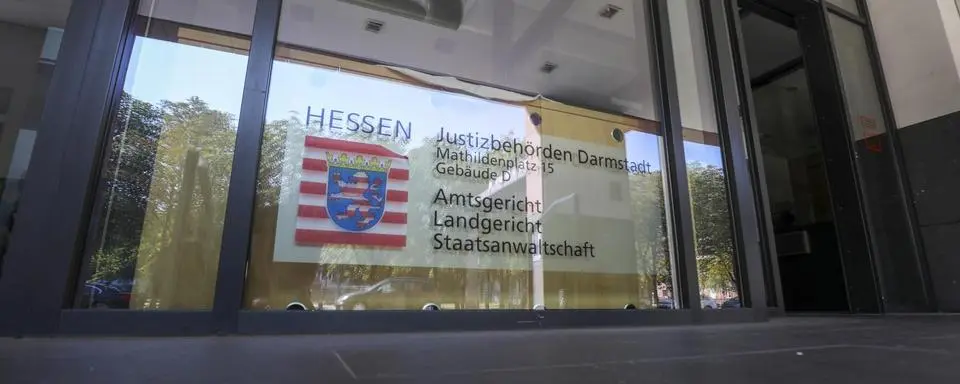 HESSEN
Justizbehörden Darmstadt
Mathildenplatz 15
Gebäude D
Amtsgericht
Landgericht
Staatsanwaltschaft